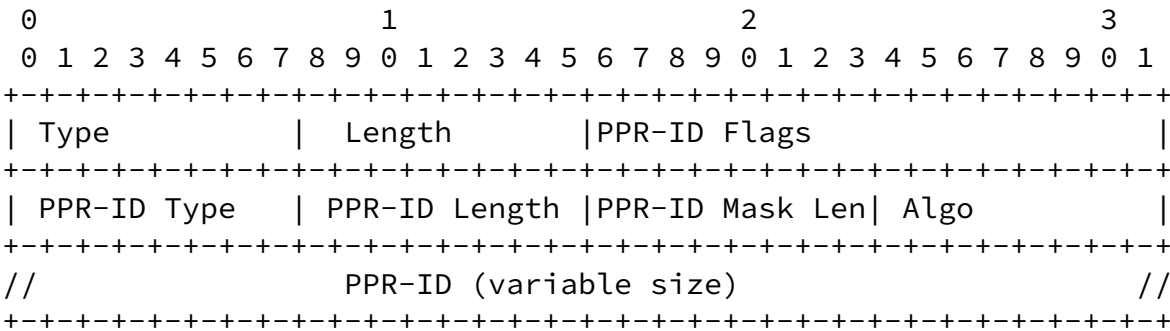 0                   1                   2                   3
 0 1 2 3 4 5 6 7 8 9 0 1 2 3 4 5 6 7 8 9 0 1 2 3 4 5 6 7 8 9 0 1
+-+-+-+-+-+-+-+-+-+-+-+-+-+-+-+-+-+-+-+-+-+-+-+-+-+-+-+-+-+-+-+-+
| Type          |  Length       |PPR-ID Flags                   |
+-+-+-+-+-+-+-+-+-+-+-+-+-+-+-+-+-+-+-+-+-+-+-+-+-+-+-+-+-+-+-+-+
| PPR-ID Type   | PPR-ID Length |PPR-ID Mask Len| Algo          |
+-+-+-+-+-+-+-+-+-+-+-+-+-+-+-+-+-+-+-+-+-+-+-+-+-+-+-+-+-+-+-+-+
//                 PPR-ID (variable size)                      //
+-+-+-+-+-+-+-+-+-+-+-+-+-+-+-+-+-+-+-+-+-+-+-+-+-+-+-+-+-+-+-+-+